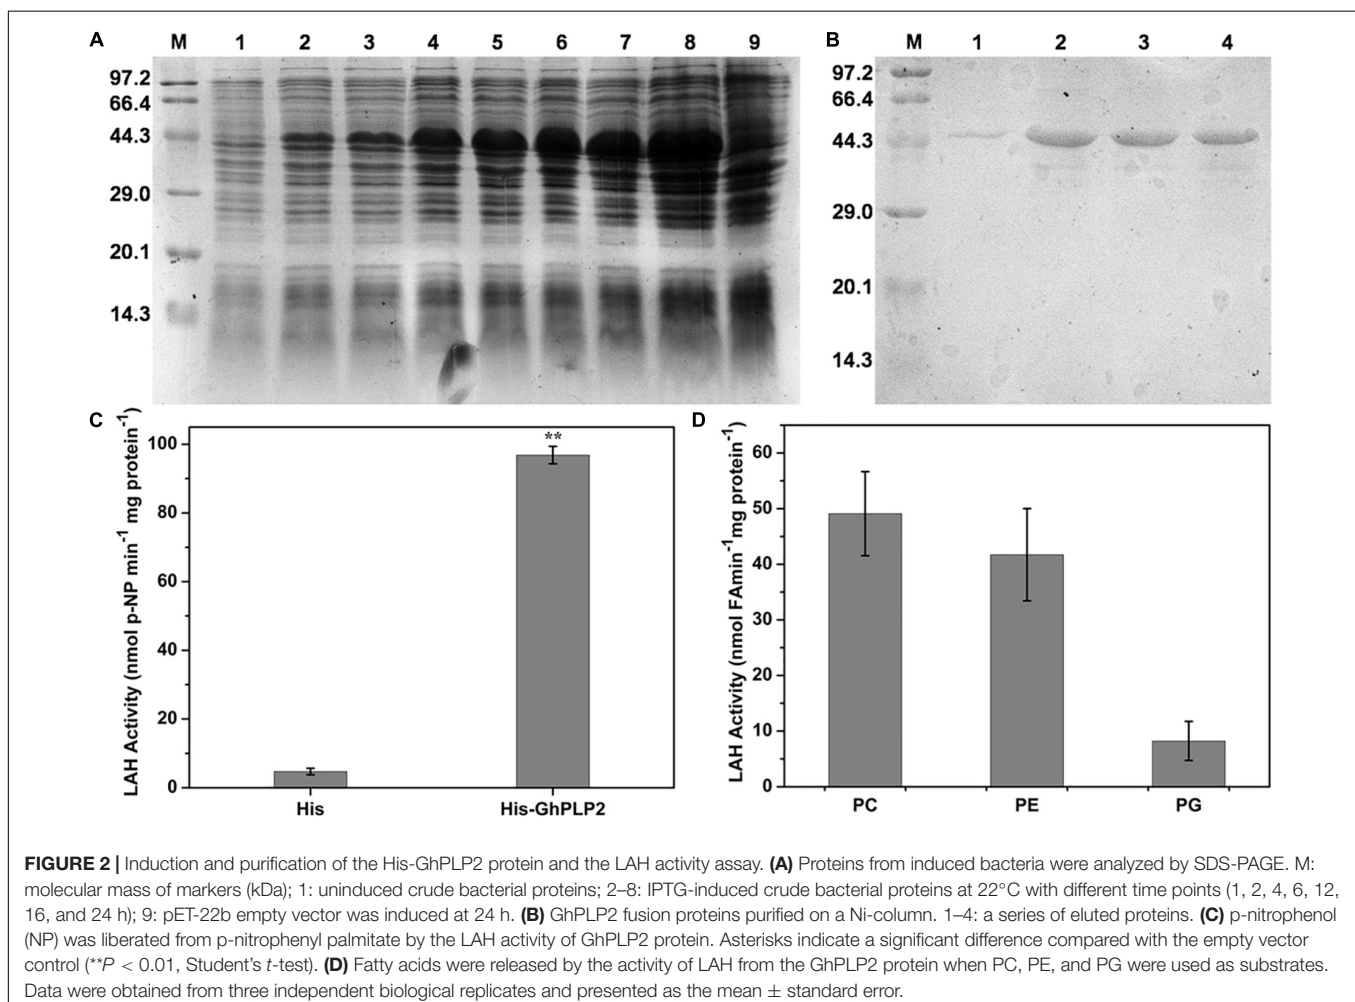 A
M 1 2 3 4 5 6 7 8 9
97.2
66.4
44.3
29.0
20.1
14.3
B
M 1 2 3 4
97.2
66.4
44.3
29.0
20.1
14.3
C
LAH Activity (nmol p-NP min⁻¹ mg protein⁻¹)
100
80
60
40
20
0
**
His His-GhPLP2
D
LAH Activity (nmol FAmin⁻¹mg protein⁻¹)
60
50
40
30
20
10
0
PC PE PG
FIGURE 2 | Induction and purification of the His-GhPLP2 protein and the LAH activity assay. (A) Proteins from induced bacteria were analyzed by SDS-PAGE. M:
molecular mass of markers (kDa); 1: uninduced crude bacterial proteins; 2–8: IPTG-induced crude bacterial proteins at 22°C with different time points (1, 2, 4, 6, 12,
16, and 24 h); 9: pET-22b empty vector was induced at 24 h. (B) GhPLP2 fusion proteins purified on a Ni-column. 1–4: a series of eluted proteins. (C) p-nitrophenol
(NP) was liberated from p-nitrophenyl palmitate by the LAH activity of GhPLP2 protein. Asterisks indicate a significant difference compared with the empty vector
control (**P < 0.01, Student's t-test). (D) Fatty acids were released by the activity of LAH from the GhPLP2 protein when PC, PE, and PG were used as substrates.
Data were obtained from three independent biological replicates and presented as the mean ± standard error.